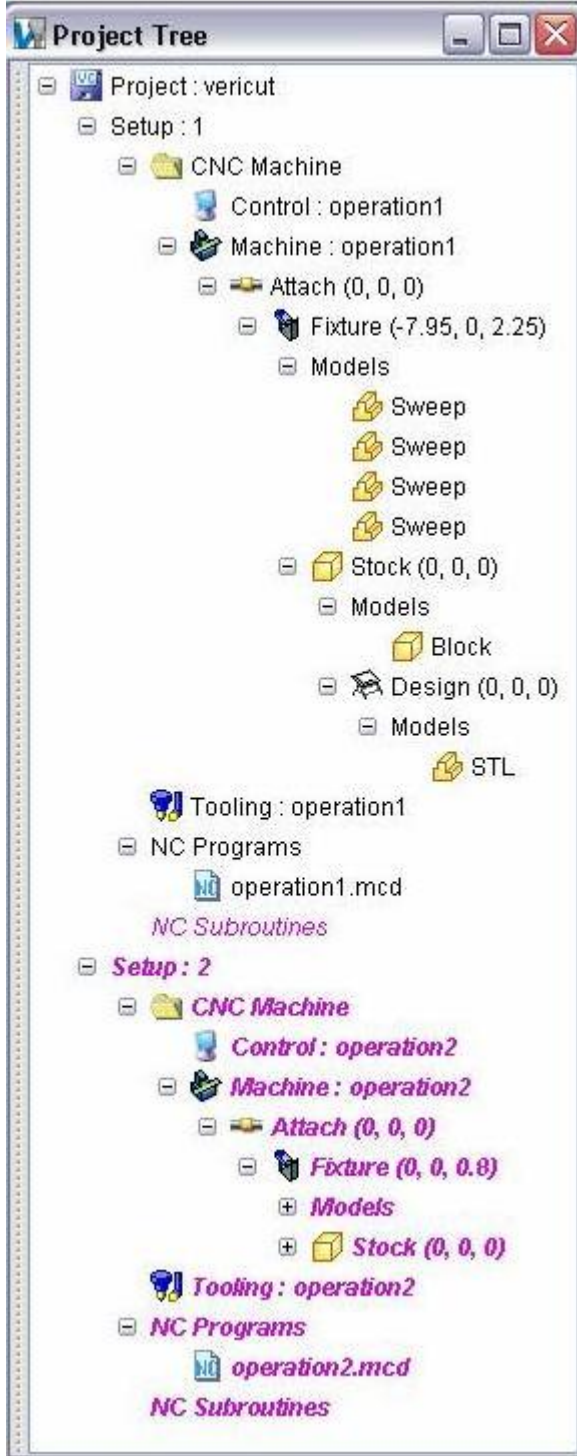 Project Tree
Project : vericut
Setup : 1
CNC Machine
Control : operation1
Machine : operation1
Attach (0, 0, 0)
Fixture (-7.95, 0, 2.25)
Models
Sweep
Sweep
Sweep
Sweep
Stock (0, 0, 0)
Models
Block
Design (0, 0, 0)
Models
STL
Tooling : operation1
NC Programs
NC operation1.mcd
NC Subroutines
Setup : 2
CNC Machine
Control : operation2
Machine : operation2
Attach (0, 0, 0)
Fixture (0, 0, 0.8)
Models
Stock (0, 0, 0)
Tooling : operation2
NC Programs
NC operation2.mcd
NC Subroutines